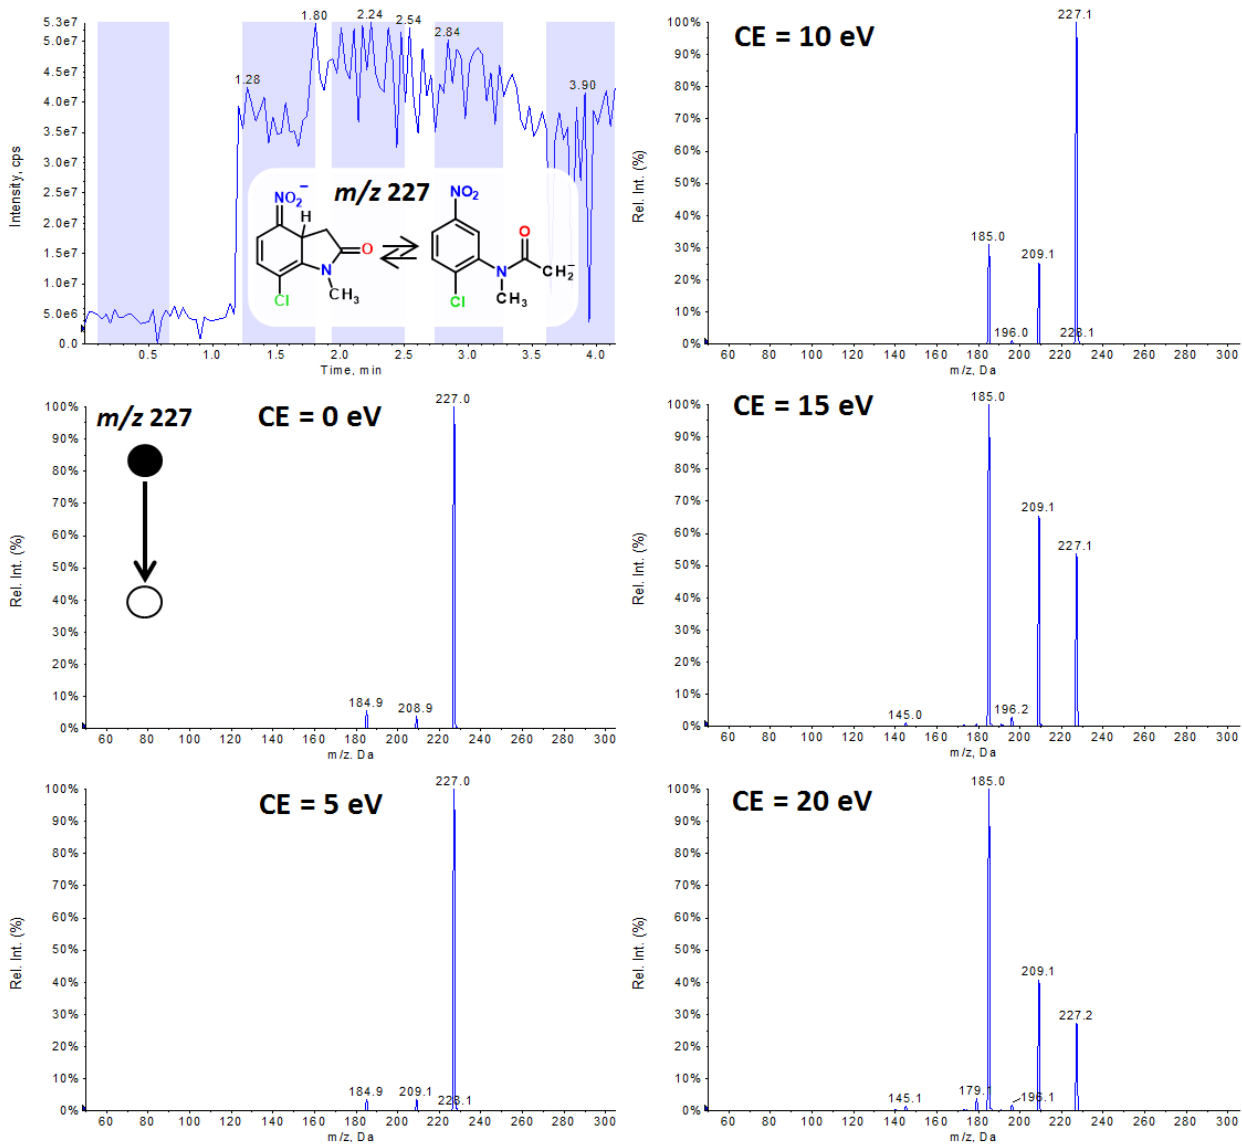 5.3e7
5.0e7
4.5e7
4.0e7
3.5e7
3.0e7
2.5e7
2.0e7
1.5e7
1.0e7
5.0e6
0.0
Intensity, cps
1.28
1.80
2.24
2.54
2.84
3.90
m/z 227
NO2 −
H
O
N
CH3
Cl
NO2
O
N
CH2−
CH3
Cl
0.5 1.0 1.5 2.0 2.5 3.0 3.5 4.0
Time, min
CE = 10 eV
100%
90%
80%
70%
60%
50%
40%
30%
20%
10%
0%
Rel. Int. (%)
227.1
185.0
209.1
196.0
228.1
60 80 100 120 140 160 180 200 220 240 260 280 300
m/z, Da
m/z 227
CE = 0 eV
100%
90%
80%
70%
60%
50%
40%
30%
20%
10%
0%
Rel. Int. (%)
227.0
184.9
208.9
60 80 100 120 140 160 180 200 220 240 260 280 300
m/z. Da
CE = 15 eV
100%
90%
80%
70%
60%
50%
40%
30%
20%
10%
0%
Rel. Int. (%)
185.0
209.1
227.1
196.2
145.0
60 80 100 120 140 160 180 200 220 240 260 280 300
m/z, Da
CE = 5 eV
100%
90%
80%
70%
60%
50%
40%
30%
20%
10%
0%
Rel. Int. (%)
227.0
184.9
209.1
228.1
60 80 100 120 140 160 180 200 220 240 260 280 300
m/z, Da
CE = 20 eV
100%
90%
80%
70%
60%
50%
40%
30%
20%
10%
0%
Rel. Int. (%)
185.0
209.1
227.2
179.1
196.1
145.1
60 80 100 120 140 160 180 200 220 240 260 280 300
m/z, Da